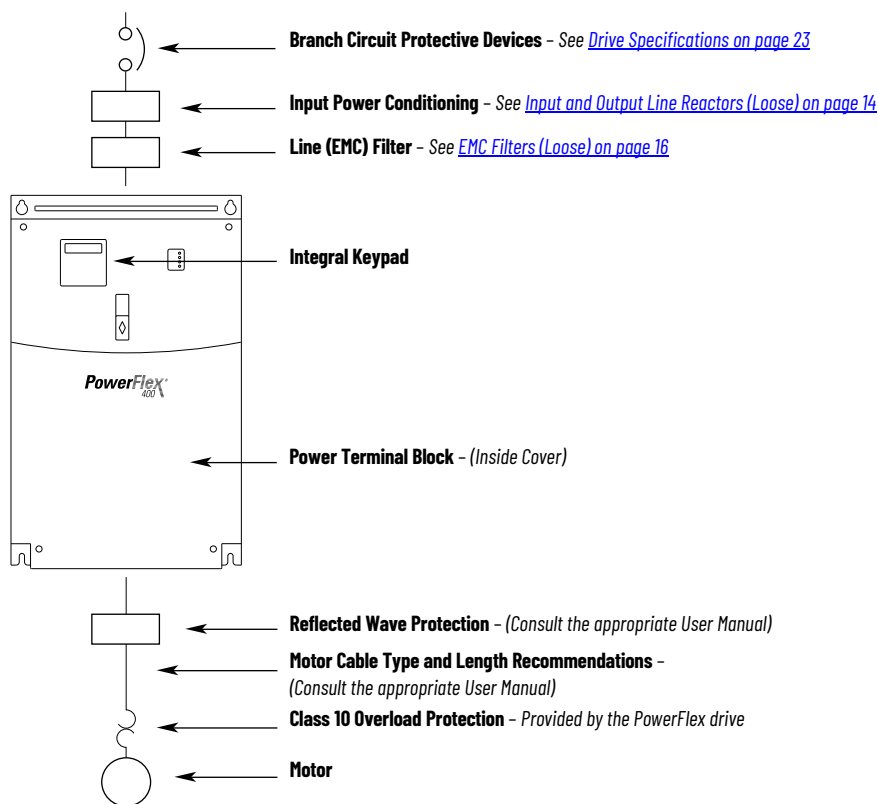 Branch Circuit Protective Devices – See Drive Specifications on page 23
Input Power Conditioning – See Input and Output Line Reactors (Loose) on page 14
Line (EMC) Filter – See EMC Filters (Loose) on page 16
Integral Keypad
PowerFlex
400
Power Terminal Block – (Inside Cover)
Reflected Wave Protection – (Consult the appropriate User Manual)
Motor Cable Type and Length Recommendations –
(Consult the appropriate User Manual)
Class 10 Overload Protection – Provided by the PowerFlex drive
Motor